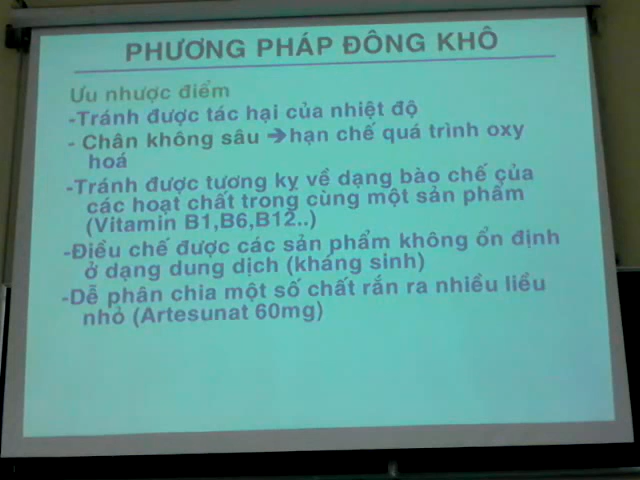 PHƯƠNG PHÁP ĐÔNG KHÔ
Ưu nhược điểm
-Tránh được tác hại của nhiệt độ
- Chân không sâu ➔hạn chế quá trình oxy
hoá
-Tránh được tương kỵ về dạng bào chế của
các hoạt chất trong cùng một sản phẩm
(Vitamin B1,B6,B12..)
-Điều chế được các sản phẩm không ổn định
ở dạng dung dịch (kháng sinh)
-Dễ phân chia một số chất rắn ra nhiều liều
nhỏ (Artesunat 60mg)